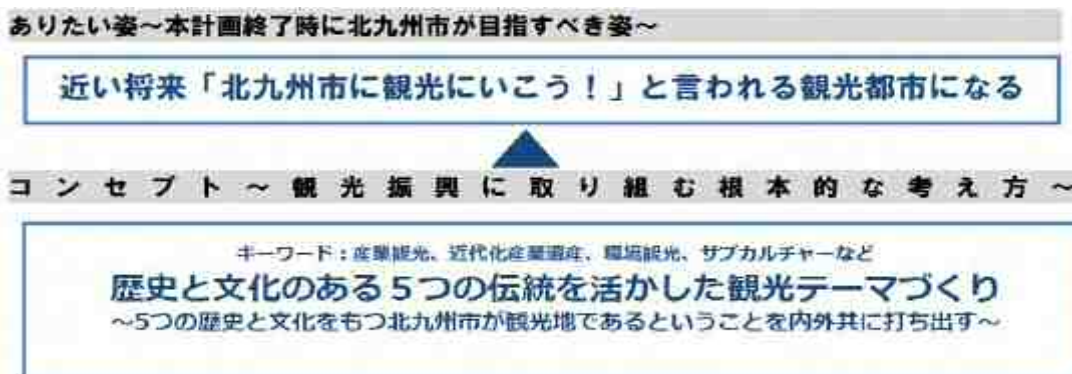 ありたい姿～本計画終了時に北九州市が目指すべき姿～
近い将来「北九州市に観光にいこう！」と言われる観光都市になる
コンセプト～観光振興に取り組む根本的な考え方～
キーワード：産業観光、近代化産業遺産、環境観光、サブカルチャーなど
歴史と文化のある５つの伝統を活かした観光テーマづくり
～5つの歴史と文化をもつ北九州市が観光地であるということを内外共に打ち出す～